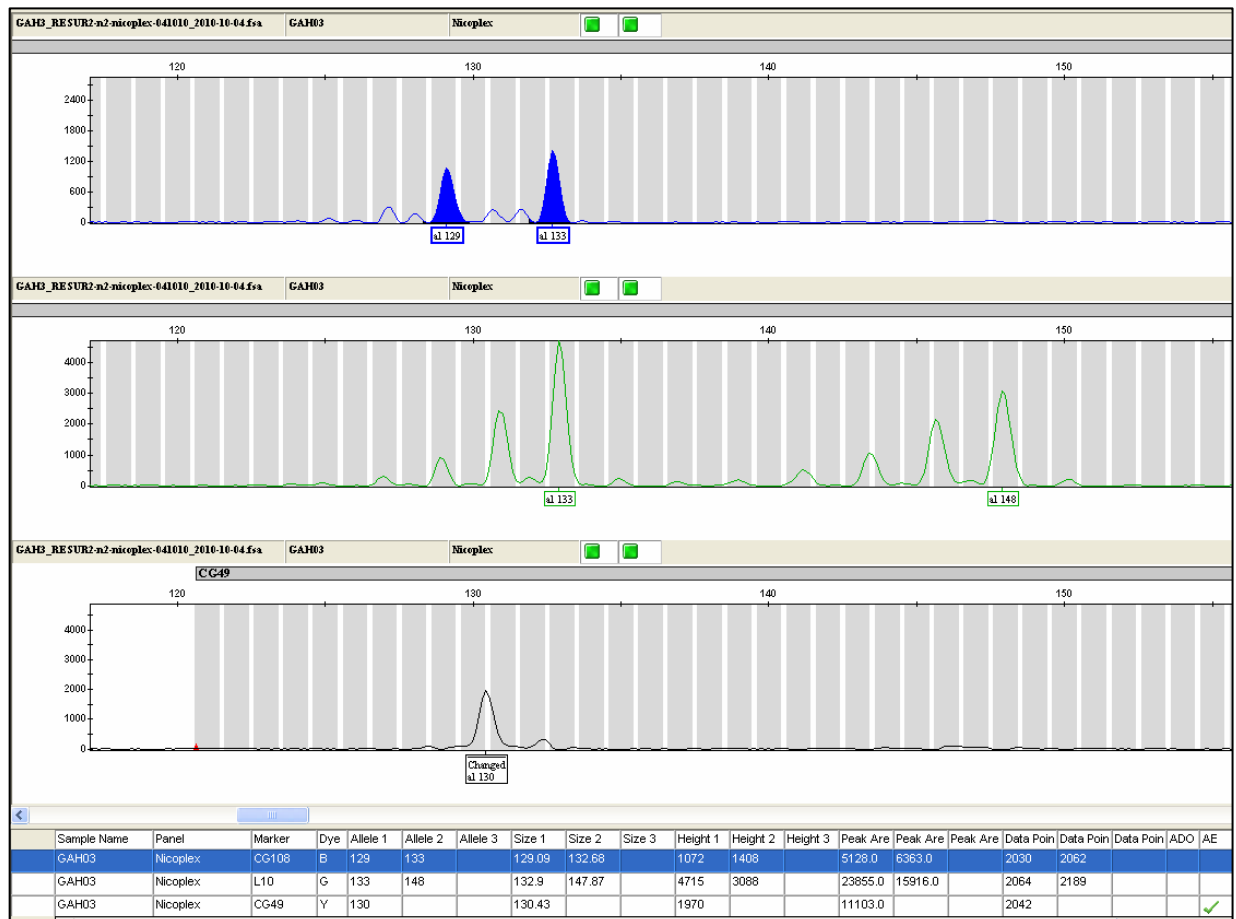 GAH3_RESUR2-n2-nicoplex-041010_2010-10-04.fsa GAH03 Nicoplex
120 130 140 150
2400
1800
1200
600
0
al 129 al 133
GAH3_RESUR2-n2-nicoplex-041010_2010-10-04.fsa GAH03 Nicoplex
120 130 140 150
4000
3000
2000
1000
0
al 133 al 148
GAH3_RESUR2-n2-nicoplex-041010_2010-10-04.fsa GAH03 Nicoplex
CG49
120 130 140 150
4000
3000
2000
1000
0
Changed
al 130
Sample Name Panel Marker Dye Allele 1 Allele 2 Allele 3 Size 1 Size 2 Size 3 Height 1 Height 2 Height 3 Peak Are Peak Are Peak Are Data Poin Data Poin Data Poin ADO AE
GAH03 Nicoplex CG108 B 129 133 129.09 132.68 1072 1408 5128.0 6363.0 2030 2062
GAH03 Nicoplex L10 G 133 148 132.9 147.87 4715 3088 23855.0 15916.0 2064 2189
GAH03 Nicoplex CG49 Y 130 130.43 1970 11103.0 2042